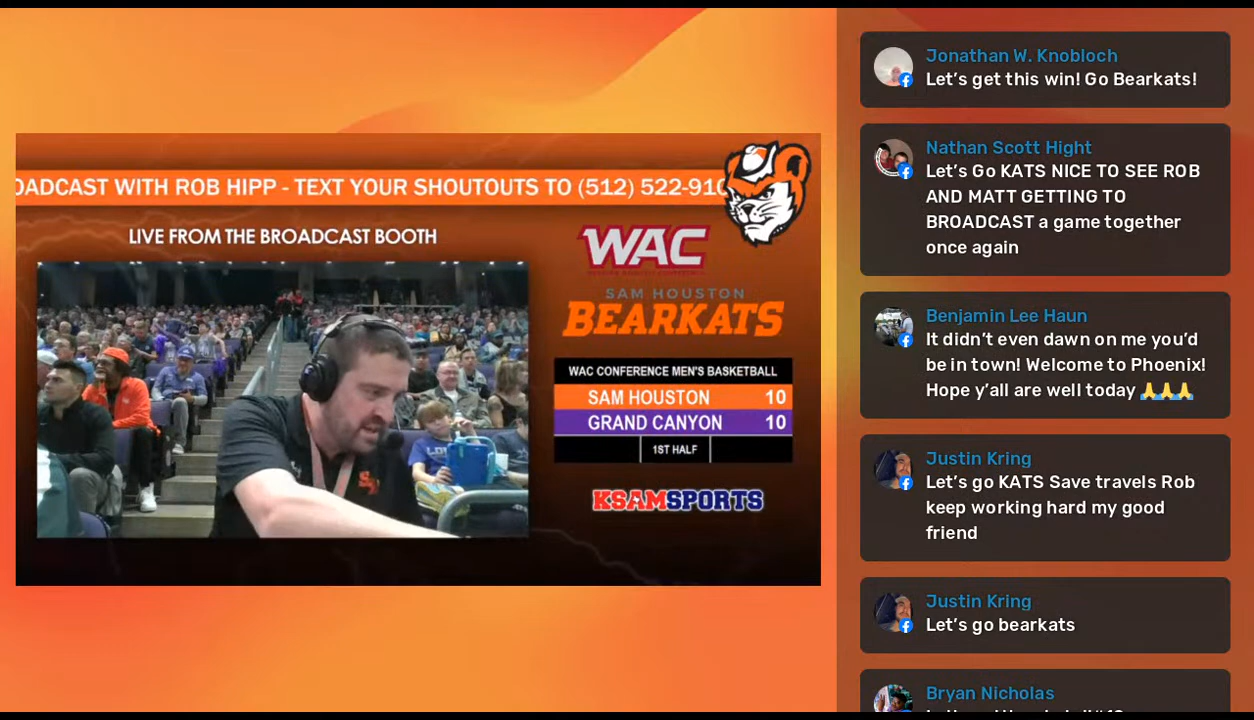 OADCAST WITH ROB HIPP - TEXT YOUR SHOUTOUTS TO (512) 522-910
LIVE FROM THE BROADCAST BOOTH
WAC
SAM HOUSTON
BEARKATS
WAC CONFERENCE MEN'S BASKETBALL
SAM HOUSTON 10
GRAND CANYON 10
1ST HALF
KSAMSPORTS
Jonathan W. Knobloch
Let's get this win! Go Bearkats!
Nathan Scott Hight
Let's Go KATS NICE TO SEE ROB
AND MATT GETTING TO
BROADCAST a game together
once again
Benjamin Lee Haun
It didn't even dawn on me you'd
be in town! Welcome to Phoenix!
Hope y'all are well today 🙏🙏🙏
Justin Kring
Let's go KATS Save travels Rob
keep working hard my good
friend
Justin Kring
Let's go bearkats
Bryan Nicholas